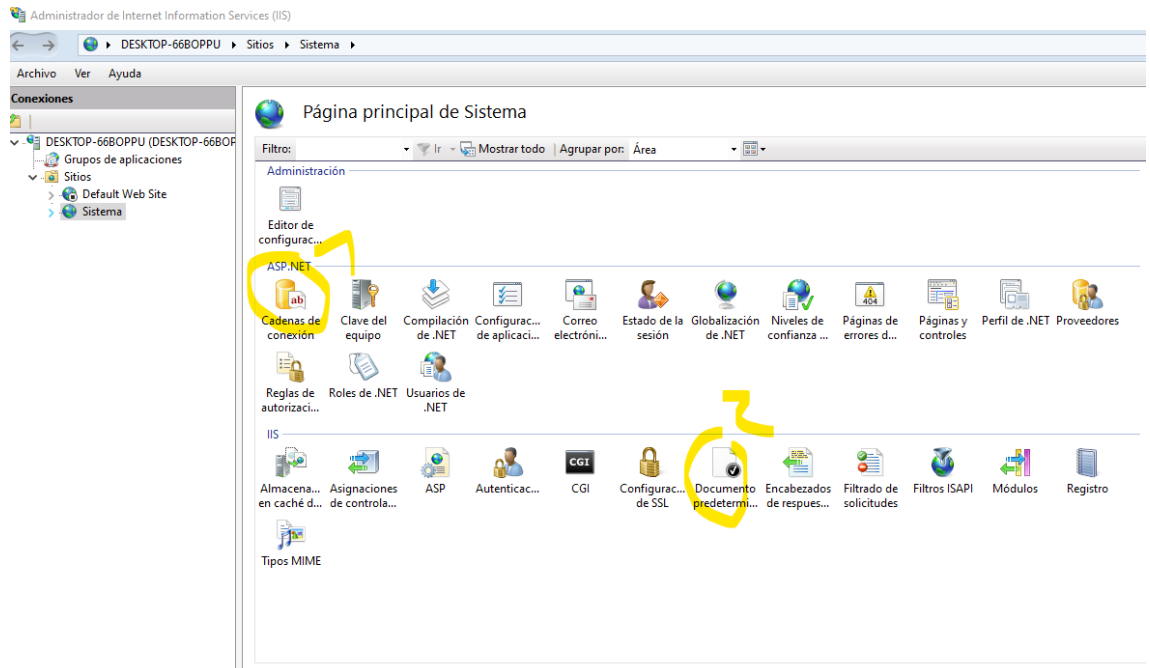 Administrador de Internet Information Services (IIS)
DESKTOP-66BOPPU Sitios Sistema
Archivo Ver Ayuda
Conexiones
DESKTOP-66BOPPU (DESKTOP-66BOP
Grupos de aplicaciones
Sitios
Default Web Site
Sistema
Página principal de Sistema
Filtro: Ir Mostrar todo Agrupar por: Área
Administración
Editor de
configurac...
1
ASP.NET
ab
404
Cadenas de Clave del Compilación Configurac... Correo Estado de la Globalización Niveles de Páginas de Páginas y Perfil de .NET Proveedores
conexión equipo de .NET de aplicaci... electróni... sesión de .NET confianza ... errores d... controles
Reglas de Roles de .NET Usuarios de
autorizaci... .NET
2
IIS
CGI
Almacena... Asignaciones ASP Autenticac... CGI Configurac... Documento Encabezados Filtrado de Filtros ISAPI Módulos Registro
en caché d... de controla... de SSL predetermi... de respues... solicitudes
Tipos MIME